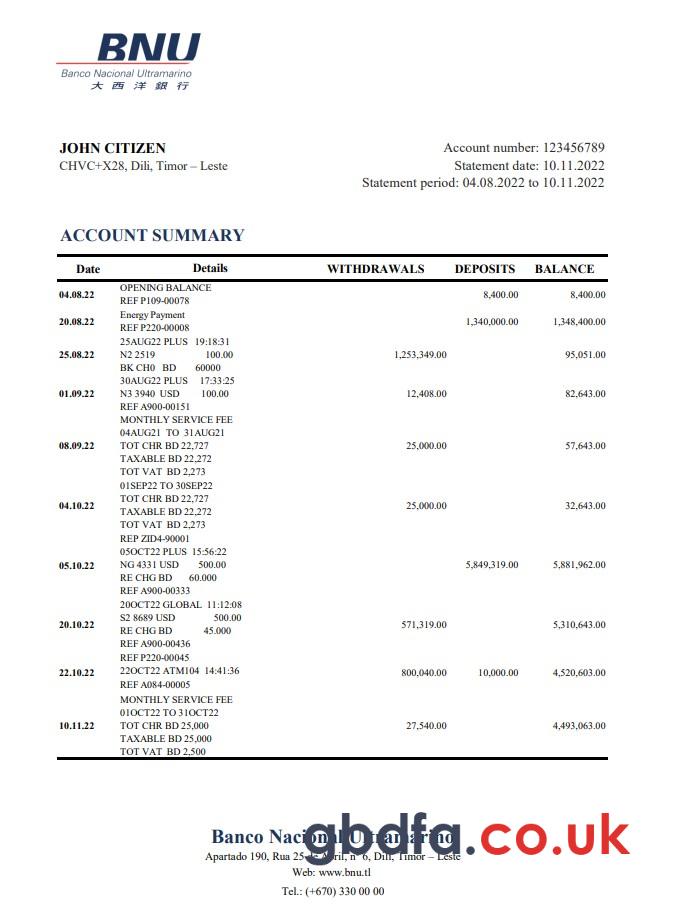 BNU
Banco Nacional Ultramarino
大西洋銀行
JOHN CITIZEN
CHVC+X28, Dili, Timor – Leste
Account number: 123456789
Statement date: 10.11.2022
Statement period: 04.08.2022 to 10.11.2022
ACCOUNT SUMMARY
Date Details WITHDRAWALS DEPOSITS BALANCE
OPENING BALANCE
04.08.22 8,400.00 8,400.00
REF P109-00078
Energy Payment
20.08.22 1,340,000.00 1,348,400.00
REF P220-00008
25AUG22 PLUS 19:18:31
25.08.22 N2 2519 100.00 1,253,349.00 95,051.00
BK CH0 BD 60000
30AUG22 PLUS 17:33:25
01.09.22 N3 3940 USD 100.00 12,408.00 82,643.00
REF A900-00151
MONTHLY SERVICE FEE
04AUG21 TO 31AUG21
08.09.22 TOT CHR BD 22,727 25,000.00 57,643.00
TAXABLE BD 22,272
TOT VAT BD 2,273
01SEP22 TO 30SEP22
04.10.22 TOT CHR BD 22,727 25,000.00 32,643.00
TAXABLE BD 22,272
TOT VAT BD 2,273
REP ZID4-90001
05OCT22 PLUS 15:56:22
05.10.22 NG 4331 USD 500.00 5,849,319.00 5,881,962.00
RE CHG BD 60.000
REF A900-00333
20OCT22 GLOBAL 11:12:08
S2 8689 USD 500.00
20.10.22 RE CHG BD 45.000 571,319.00 5,310,643.00
REF A900-00436
REF P220-00045
22.10.22 22OCT22 ATM104 14:41:36 800,040.00 10,000.00 4,520,603.00
REF A084-00005
MONTHLY SERVICE FEE
01OCT22 TO 31OCT22
10.11.22 TOT CHR BD 25,000 27,540.00 4,493,063.00
TAXABLE BD 25,000
TOT VAT BD 2,500
Banco Nacional Ultramarino
gbdfa.co.uk
Apartado 190, Rua 25 de Abril, n° 6, Dili, Timor – Leste
Web: www.bnu.tl
Tel.: (+670) 330 00 00